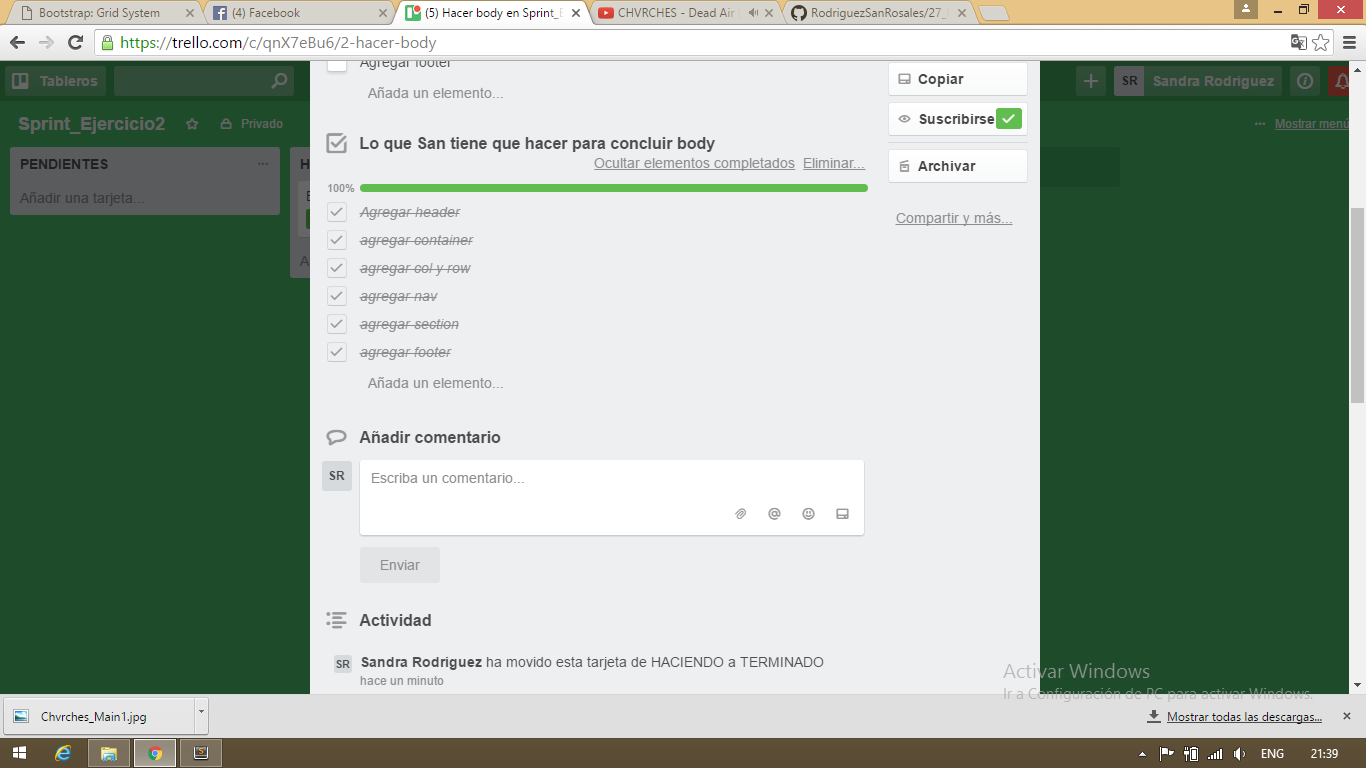 Bootstrap: Grid System
(4) Facebook
(5) Hacer body en Sprint_E
CHVRCHES - Dead Air
RodriguezSanRosales/27_
https://trello.com/c/qnX7eBu6/2-hacer-body
Tableros
SR
Sandra Rodriguez
Sprint_Ejercicio2
Privado
Mostrar menú
PENDIENTES
Añadir una tarjeta...
H
E
A
Agregar footer
Añada un elemento...
Lo que San tiene que hacer para concluir body
Ocultar elementos completados Eliminar...
100%
Agregar header
agregar container
agregar col y row
agregar nav
agregar section
agregar footer
Añada un elemento...
Añadir comentario
SR
Escriba un comentario...
Enviar
Actividad
SR Sandra Rodriguez ha movido esta tarjeta de HACIENDO a TERMINADO
hace un minuto
Copiar
Suscribirse
Archivar
Compartir y más...
Activar Windows
Ir a Configuración de PC para activar Windows.
Chvrches_Main1.jpg
Mostrar todas las descargas...
ENG
21:39